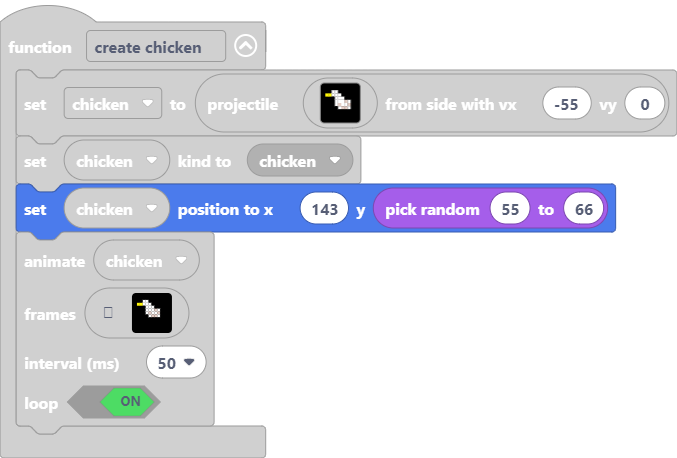 function create chicken
set chicken to projectile from side with vx -55 vy 0
set chicken kind to chicken
set chicken position to x 143 y pick random 55 to 66
animate chicken
frames
interval (ms) 50
loop ON